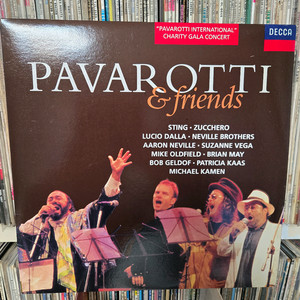 "PAVAROTTI INTERNATIONAL"
CHARITY GALA CONCERT
DECCA
PAVAROTTI
& friends
STING · ZUCCHERO
LUCIO DALLA · NEVILLE BROTHERS
AARON NEVILLE · SUZANNE VEGA
MIKE OLDFIELD · BRIAN MAY
BOB GELDOF · PATRICIA KAAS
MICHAEL KAMEN